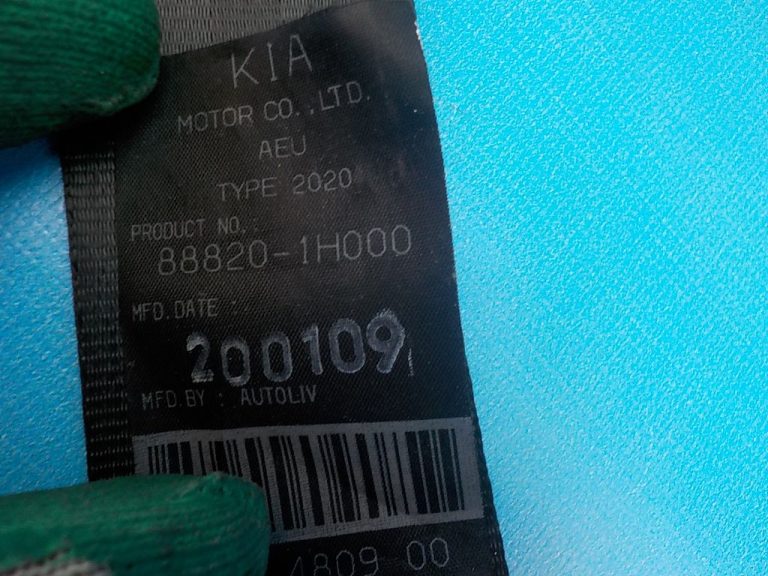 KIA
MOTOR CO.,LTD.
AEU
TYPE 2020
PRODUCT NO.:
88820-1H000
MFD.DATE :
200109
MFD.BY : AUTOLIV
4809 00